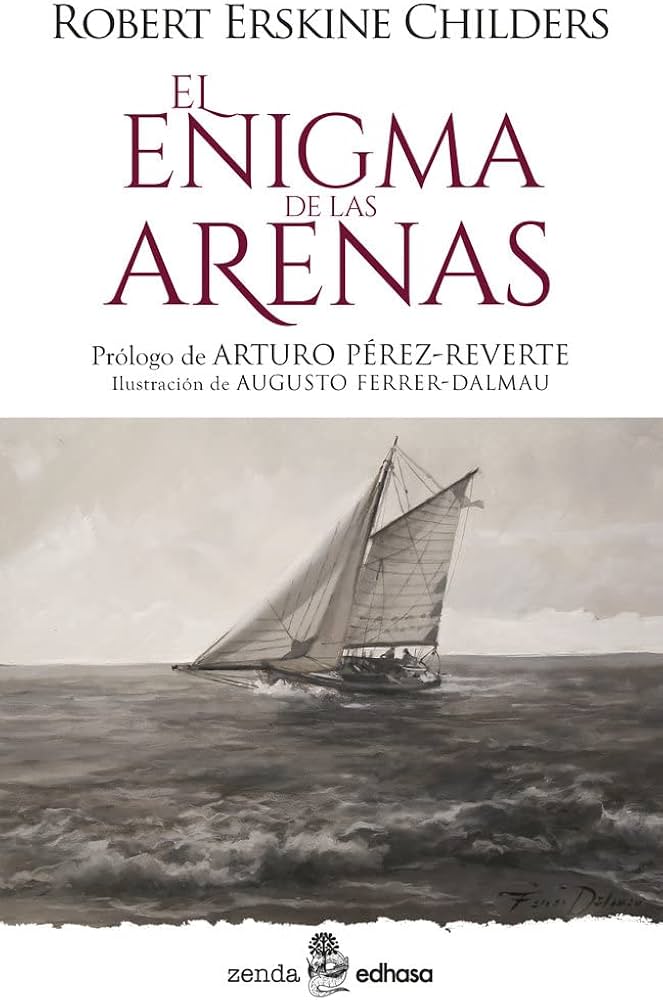 ROBERT ERSKINE CHILDERS
EL
ENIGMA
DE LAS
ARENAS
Prólogo de ARTURO PÉREZ-REVERTE
Ilustración de AUGUSTO FERRER-DALMAU
Ferrer Dalmau
zenda edhasa